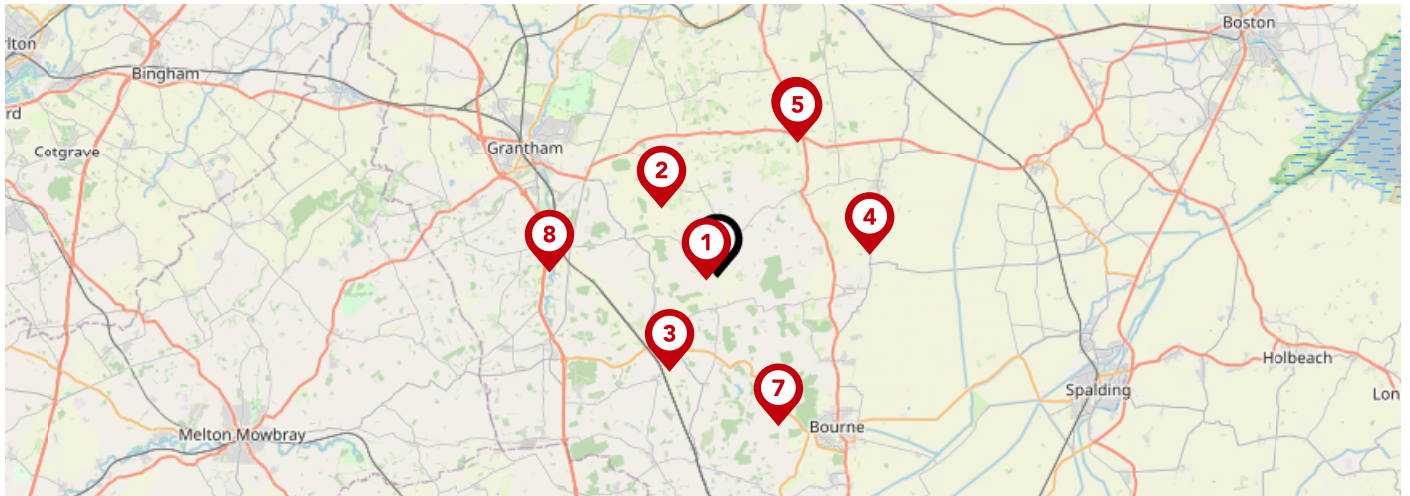 Boston
rlton
Bingham
5
rd
Cotgrave
Grantham
2
4
8
1
3
Holbeach
7
Spalding
Lon
Melton Mowbray
Bourne